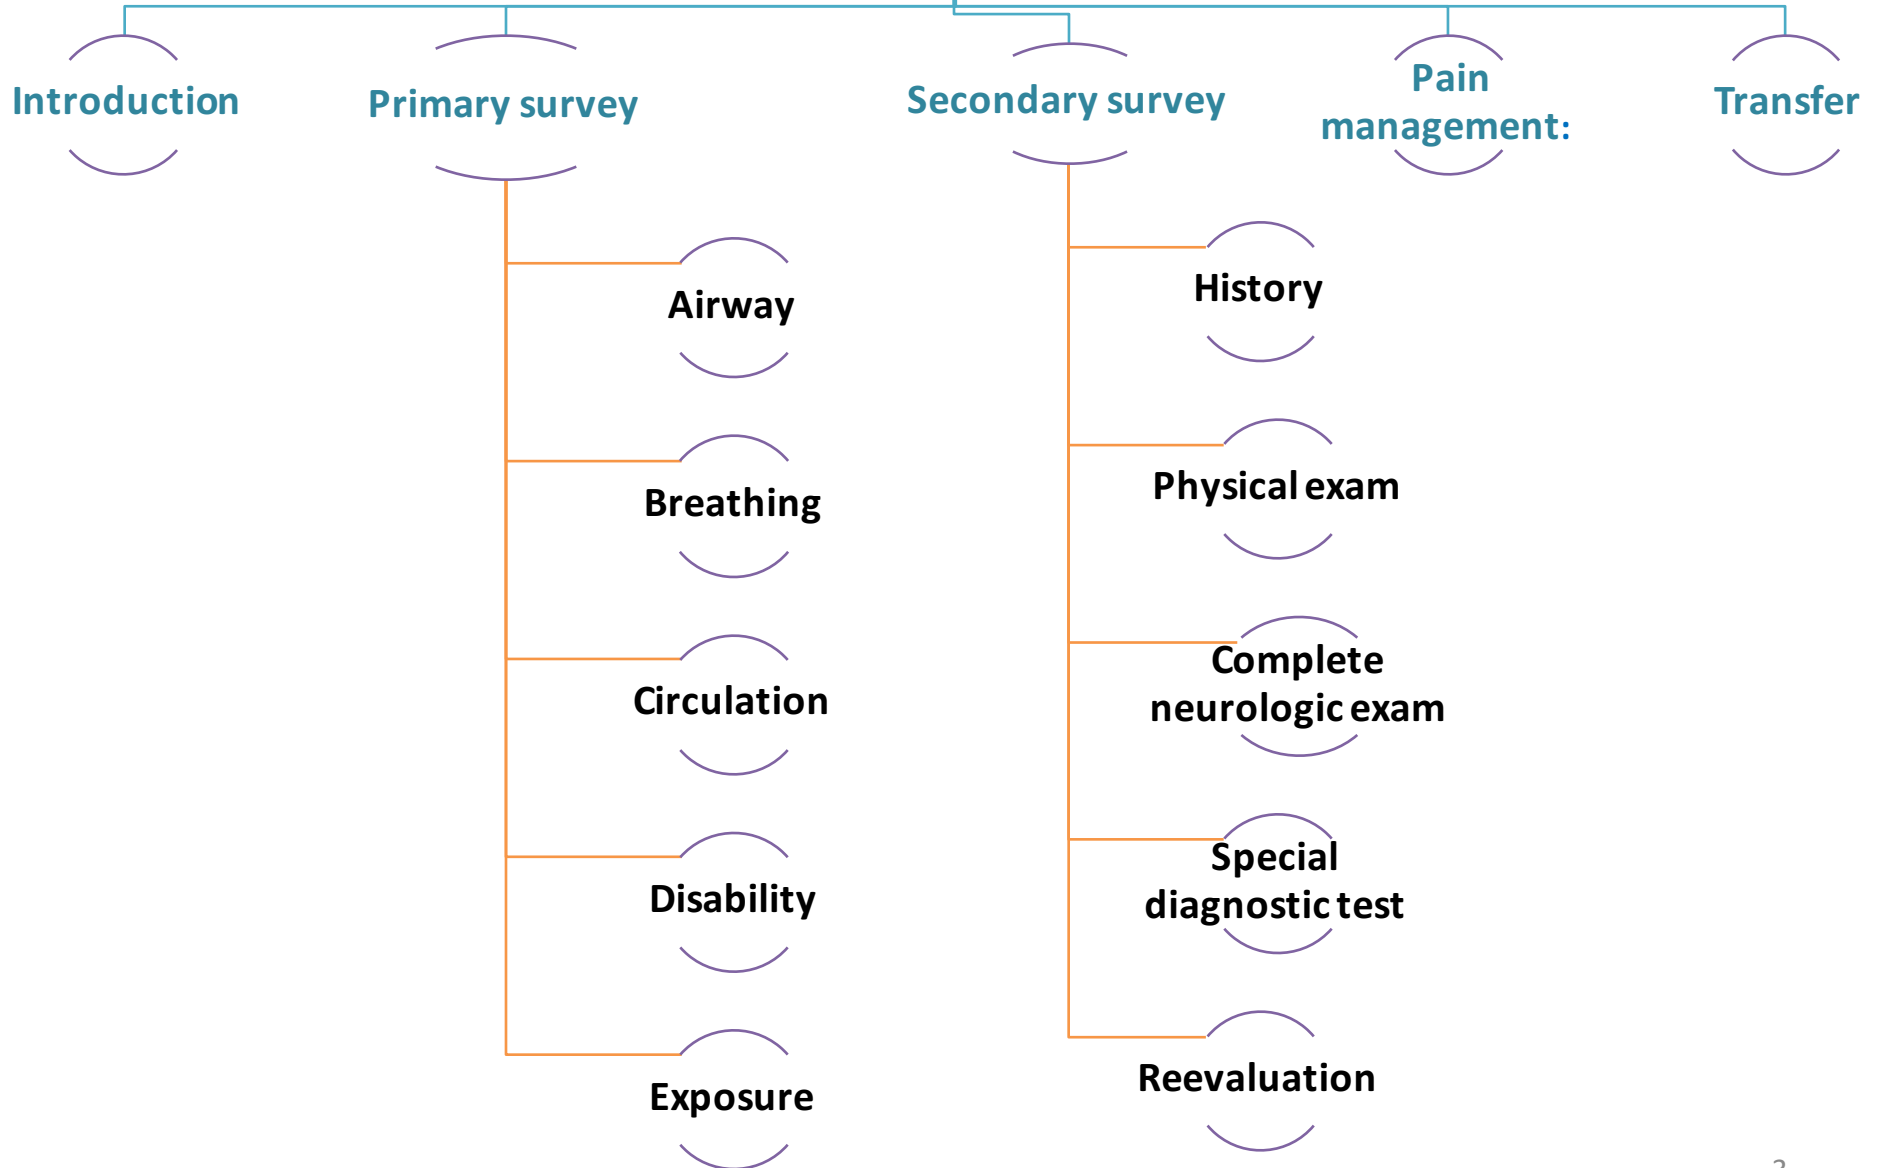 Introduction
Primary survey
Secondary survey
Pain
management:
Transfer
Airway
Breathing
Circulation
Disability
Exposure
History
Physical exam
Complete
neurologic exam
Special
diagnostic test
Reevaluation